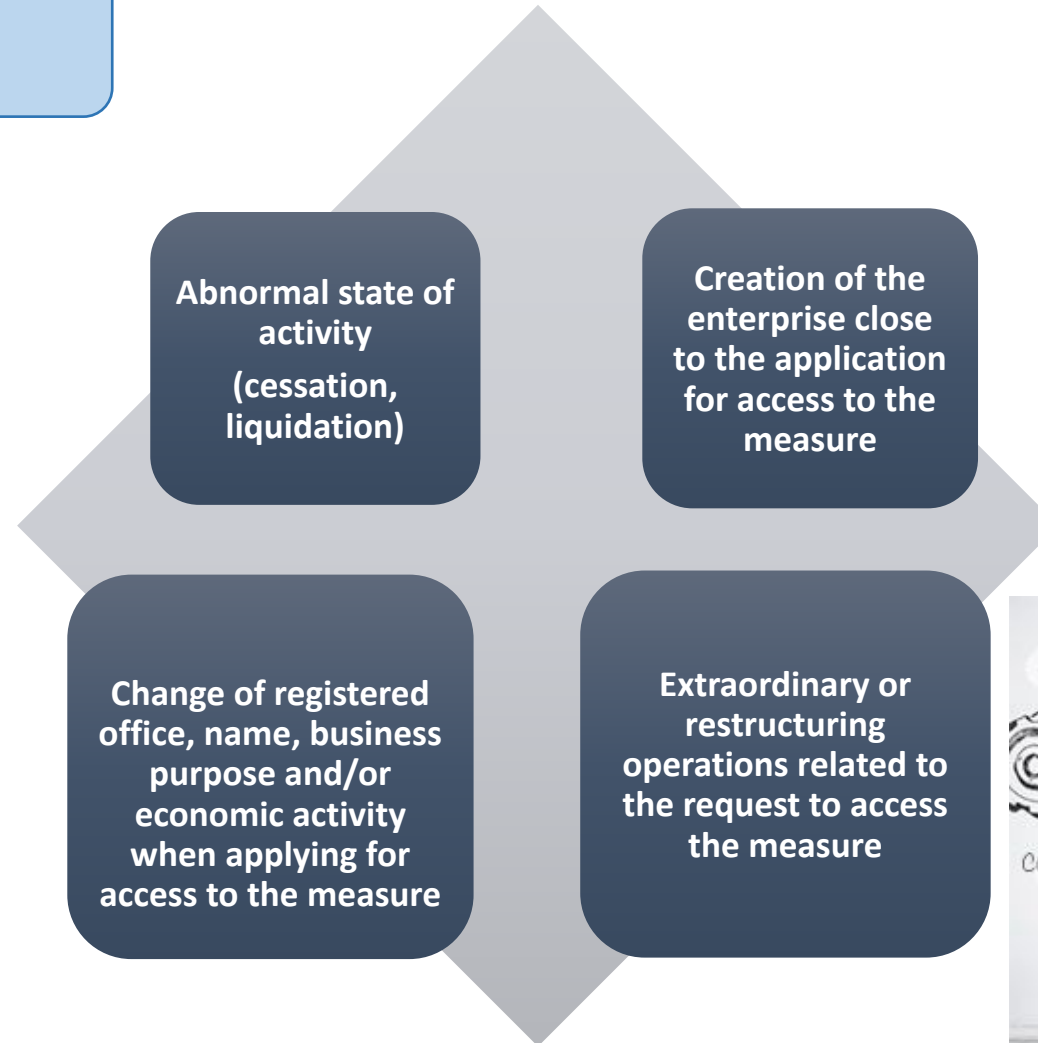 Abnormal state of
activity
(cessation,
liquidation)
Creation of the
enterprise close
to the application
for access to the
measure
Change of registered
office, name, business
purpose and/or
economic activity
when applying for
access to the measure
Extraordinary or
restructuring
operations related to
the request to access
the measure